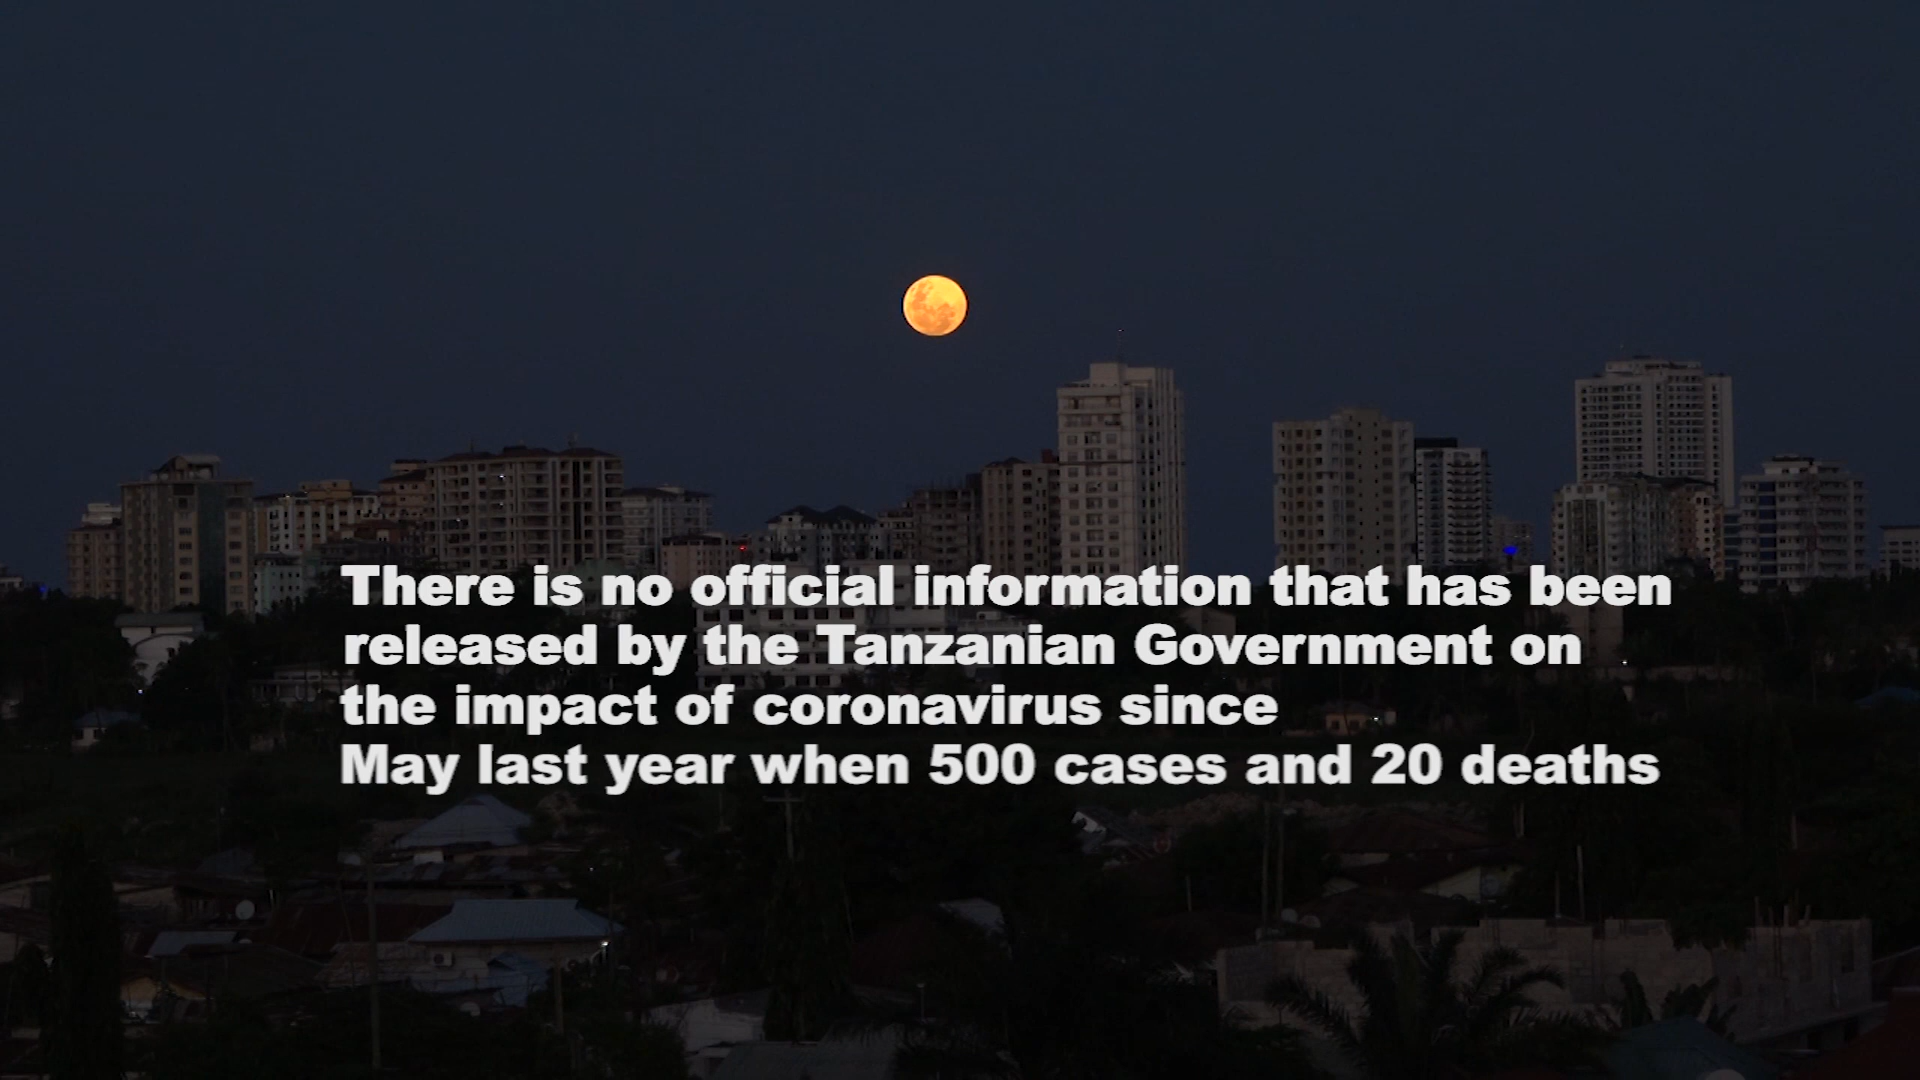 There is no official information that has been
released by the Tanzanian Government on
the impact of coronavirus since
May last year when 500 cases and 20 deaths